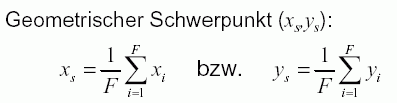 Geometrischer Schwerpunkt (xₛ,yₛ):
xₛ = 1/F ∑_{i=1}^{F} xᵢ bzw. yₛ = 1/F ∑_{i=1}^{F} yᵢ